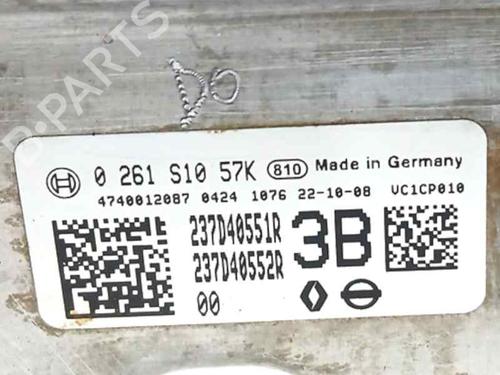 B-PARTS
DO
0 261 S10 57K 810 Made in Germany
4740012087 0424 1076 22-10-08 VC1CP010
237D40551R
237D40552R
3B
00